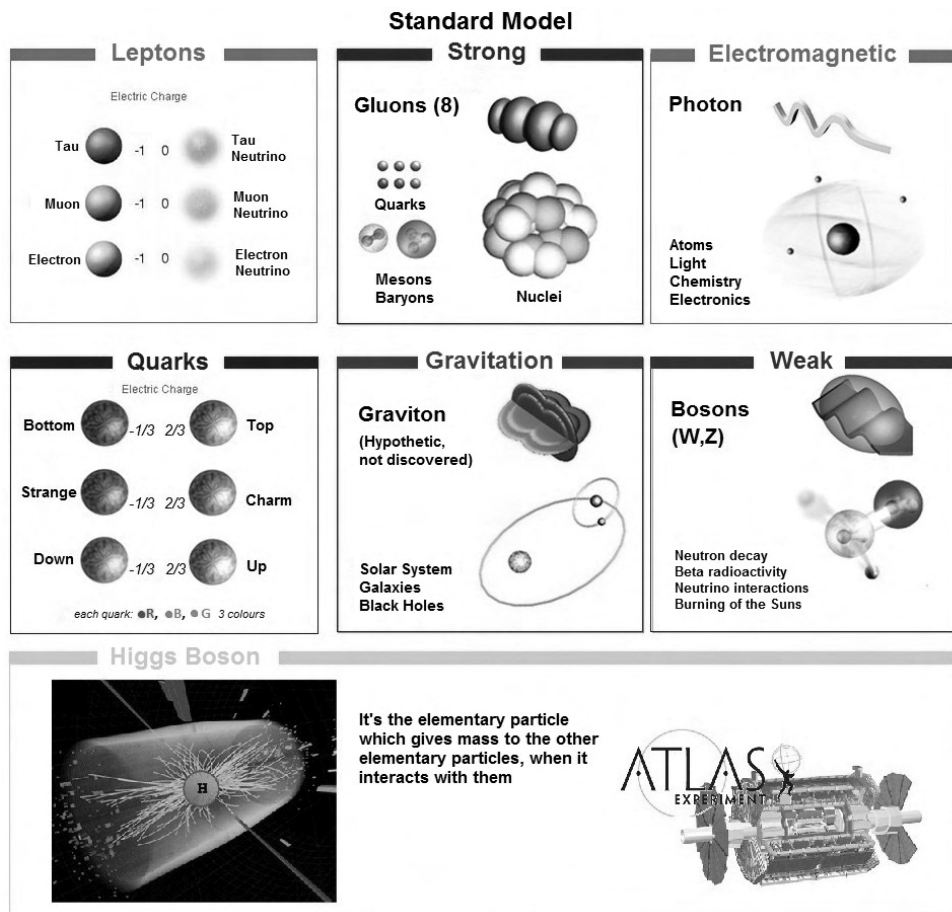 Standard Model
Leptons
Electric Charge
Tau -1 0 Tau
Neutrino
Muon -1 0 Muon
Neutrino
Electron -1 0 Electron
Neutrino
Strong
Gluons (8)
Quarks
Mesons
Baryons
Nuclei
Electromagnetic
Photon
Atoms
Light
Chemistry
Electronics
Quarks
Electric Charge
Bottom -1/3 2/3 Top
Strange -1/3 2/3 Charm
Down -1/3 2/3 Up
each quark: R, B, G 3 colours
Gravitation
Graviton
(Hypothetic,
not discovered)
Solar System
Galaxies
Black Holes
Weak
Bosons
(W,Z)
Neutron decay
Beta radioactivity
Neutrino interactions
Burning of the Suns
Higgs Boson
H
It's the elementary particle
which gives mass to the other
elementary particles, when it
interacts with them
ATLAS
EXPERIMENT